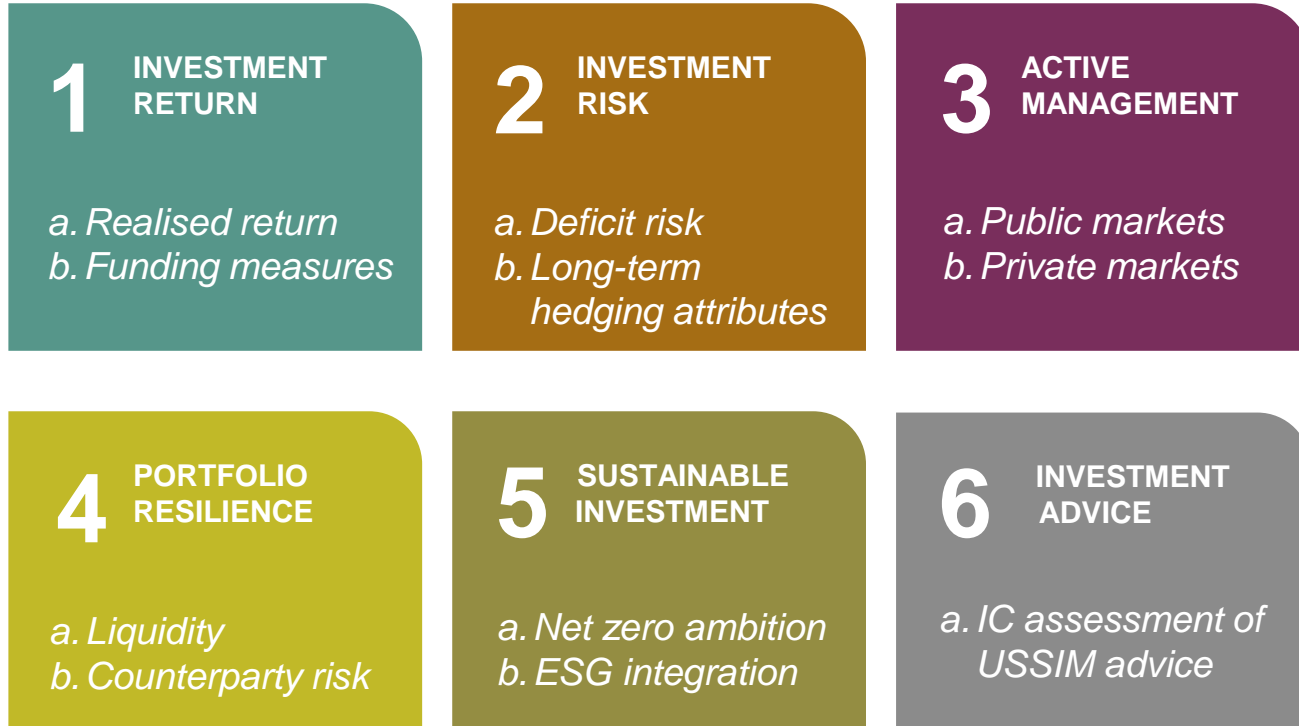 1
INVESTMENT
RETURN
a. Realised return
b. Funding measures
2
INVESTMENT
RISK
a. Deficit risk
b. Long-term
hedging attributes
3
ACTIVE
MANAGEMENT
a. Public markets
b. Private markets
4
PORTFOLIO
RESILIENCE
a. Liquidity
b. Counterparty risk
5
SUSTAINABLE
INVESTMENT
a. Net zero ambition
b. ESG integration
6
INVESTMENT
ADVICE
a. IC assessment of
USSIM advice